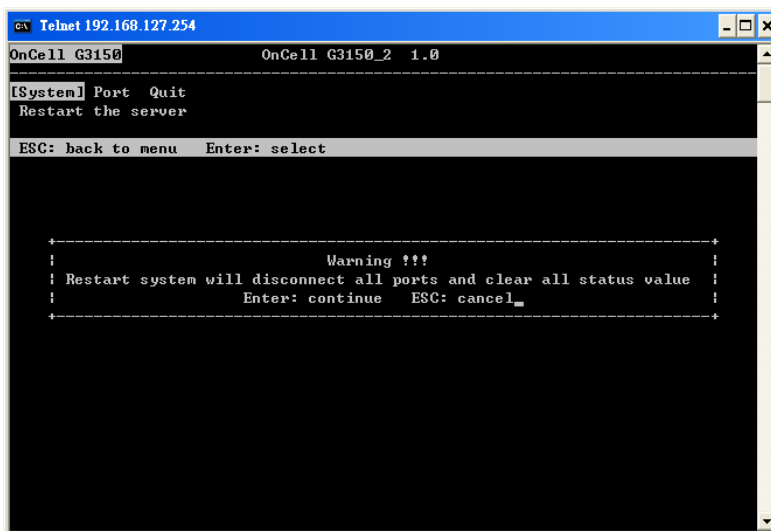 Telnet 192.168.127.254
OnCell G3150 OnCell G3150_2 1.0
[System] Port Quit
Restart the server
ESC: back to menu Enter: select
Warning !!!
Restart system will disconnect all ports and clear all status value
Enter: continue ESC: cancel_